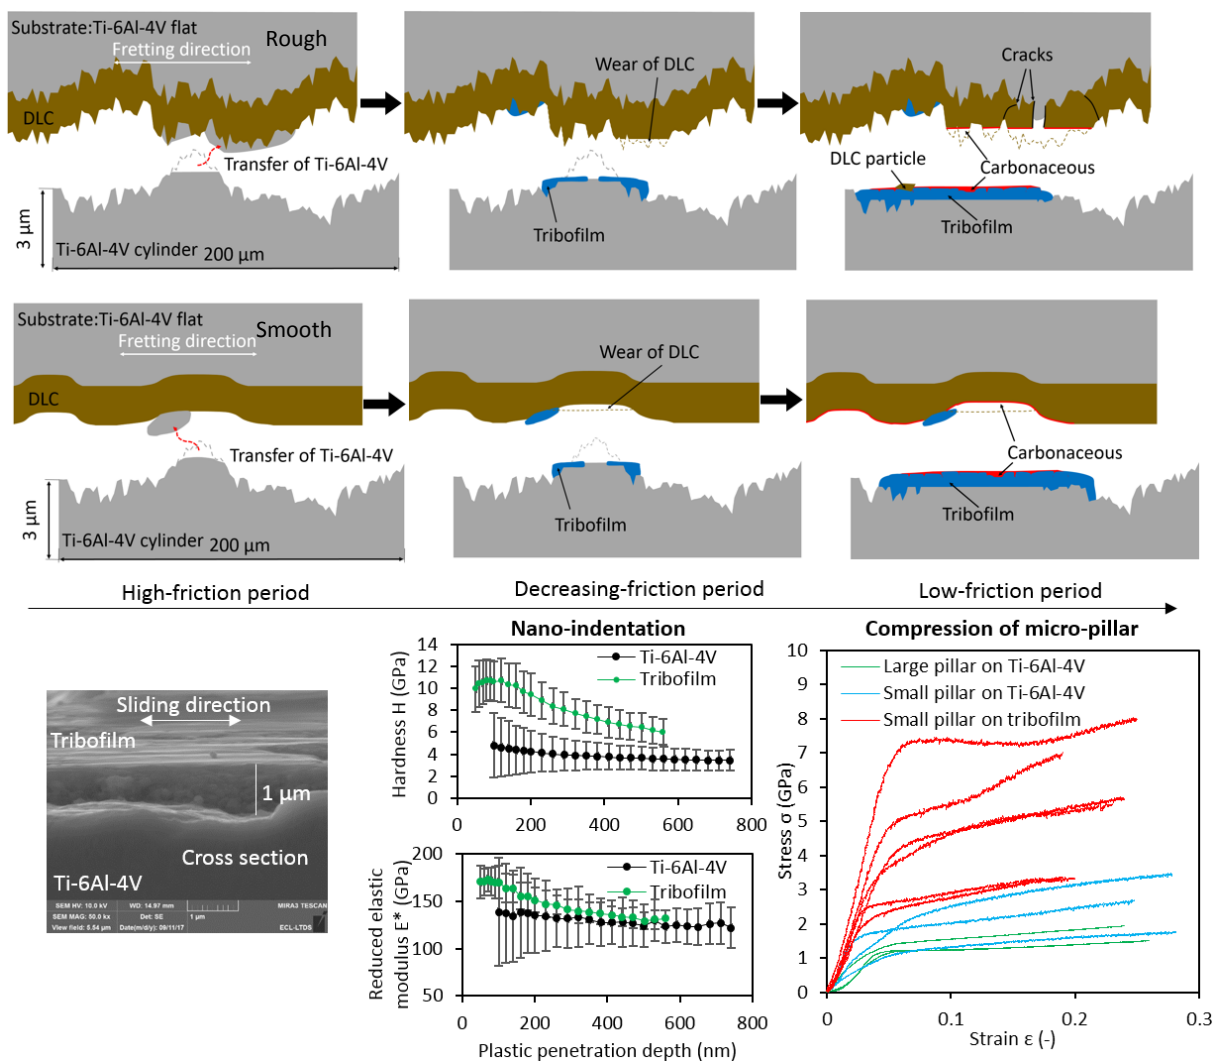 Substrate:Ti-6Al-4V flat
Rough
Fretting direction
DLC
Transfer of Ti-6Al-4V
3 µm
Ti-6Al-4V cylinder
200 µm
Wear of DLC
Tribofilm
Cracks
DLC particle
Carbonaceous
Tribofilm
Substrate:Ti-6Al-4V flat
Smooth
Fretting direction
DLC
Transfer of Ti-6Al-4V
3 µm
Ti-6Al-4V cylinder
200 µm
Wear of DLC
Tribofilm
Carbonaceous
Tribofilm
High-friction period
Decreasing-friction period
Low-friction period
Sliding direction
Tribofilm
1 µm
Cross section
Ti-6Al-4V
SEM HV: 10.0 kV
WD: 14.97 mm
MIRA3 TESCAN
SEM MAG: 50.0 kx
Det: SE
1 µm
View field: 5.54 µm
Date(m/d/y): 09/11/17
ECL-LTDS
Nano-indentation
Hardness H (GPa)
14
12
10
8
6
4
2
0
0
200
400
600
800
Ti-6Al-4V
Tribofilm
Reduced elastic
modulus E* (GPa)
200
150
100
50
0
200
400
600
800
Ti-6Al-4V
Tribofilm
Plastic penetration depth (nm)
Compression of micro-pillar
Stress σ (GPa)
10
9
8
7
6
5
4
3
2
1
0
0
0.1
0.2
0.3
Large pillar on Ti-6Al-4V
Small pillar on Ti-6Al-4V
Small pillar on tribofilm
Strain ε (-)